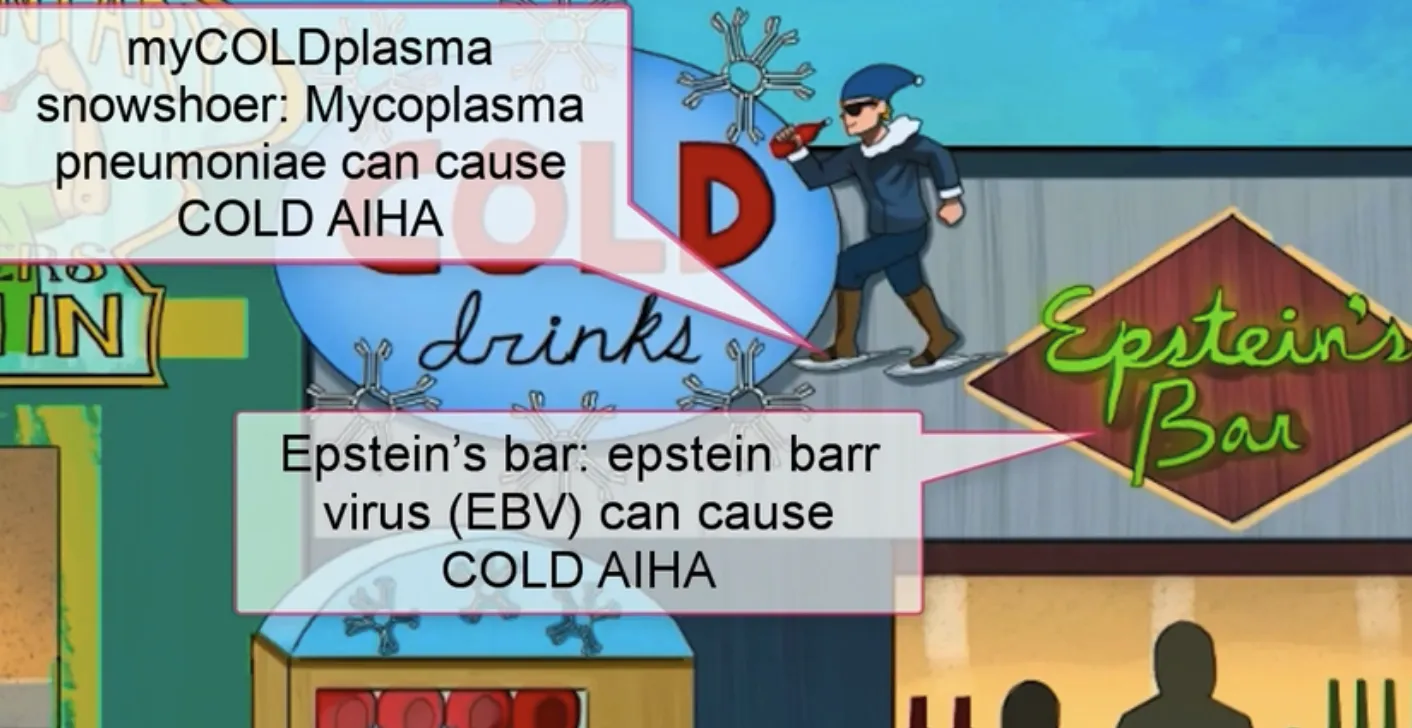 myCOLDplasma
snowshoer: Mycoplasma
pneumoniae can cause
COLD AIHA
COLD
drinks
IN
Epstein's
Bar
Epstein’s bar: epstein barr
virus (EBV) can cause
COLD AIHA